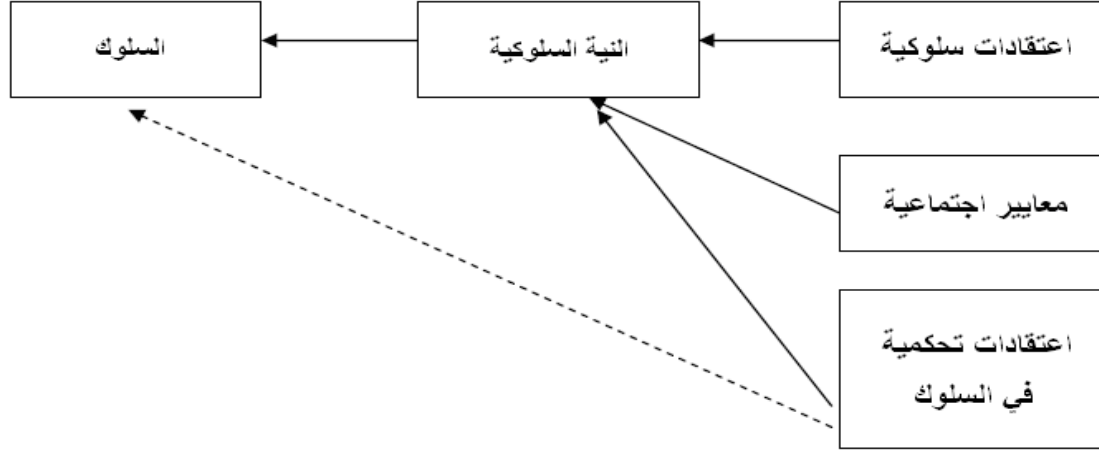 اعتقادات سلوكية
النية السلوكية
السلوك
معايير اجتماعية
اعتقادات تحكمية
في السلوك